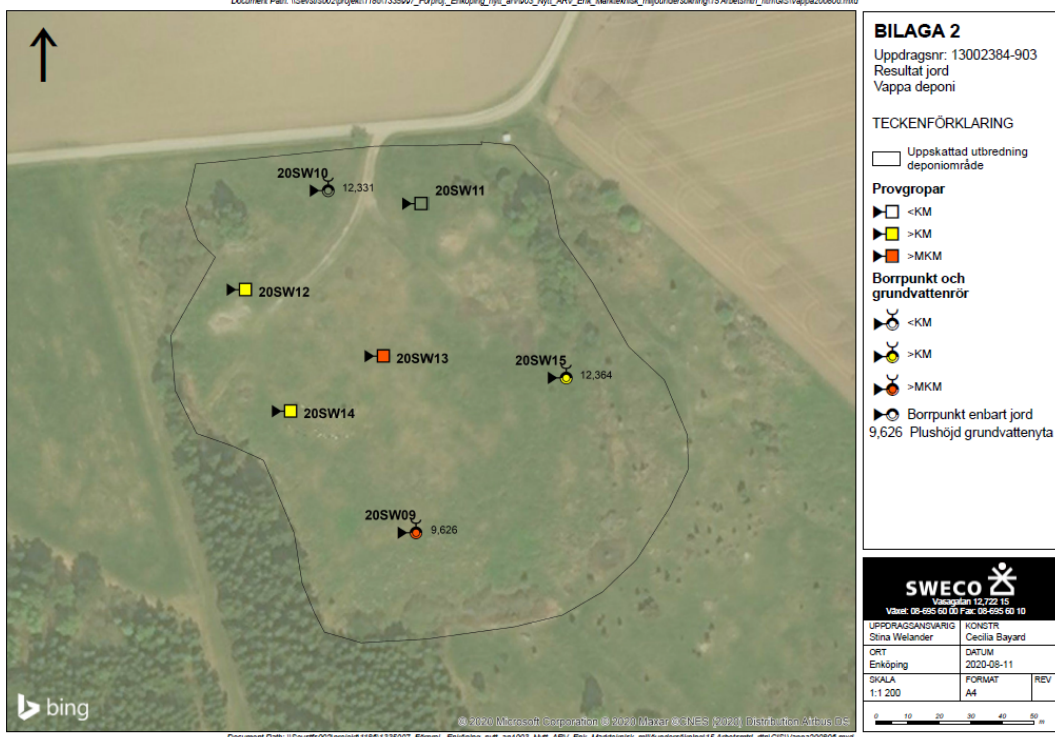 BILAGA 2
Uppdragsnr: 13002384-903
Resultat jord
Vappa deponi
TECKENFÖRKLARING
Uppskattad utbredning
deponiområde
Provgropar
<KM
>KM
>MKM
Borrpunkt och
grundvattenrör
<KM
>KM
>MKM
Borrpunkt enbart jord
9,626 Plushöjd grundvattenyta
20SW10
12,331
20SW11
20SW12
20SW13
20SW15
12,364
20SW14
20SW09
9,626
bing
© 2020 Microsoft Corporation © 2020 Maxar ©CNES (2020) Distribution Airbus DS
SWECO
Vasagatan 12,722 15
Växel: 08-695 60 00 Fax: 08-695 60 10
UPPDRAGSANSVARIG KONSTR
Stina Welander Cecilia Bayard
ORT DATUM
Enköping 2020-08-11
SKALA FORMAT REV
1:1 200 A4
0 10 20 30 40 50
m
Document Path:
Document Path: